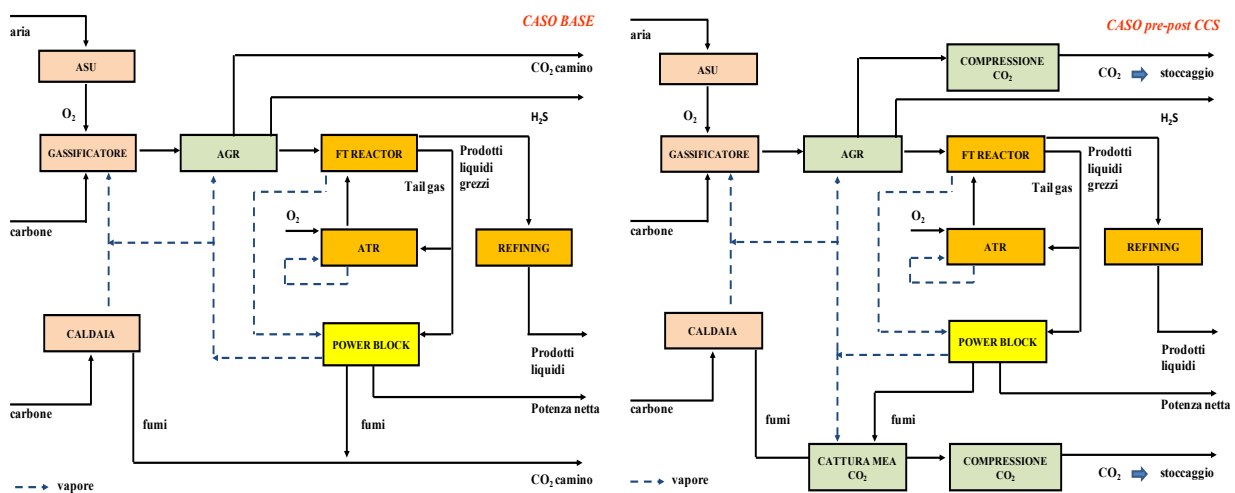 CASO BASE
aria
ASU
CO2 camino
O2
H2S
GASSIFICATORE
AGR
FT REACTOR
Prodotti
liquidi
grezzi
Tail gas
O2
carbone
ATR
REFINING
CALDAIA
POWER BLOCK
Prodotti
liquidi
carbone
Potenza netta
fumi
fumi
CO2 camino
vapore
CASO pre-post CCS
aria
ASU
COMPRESSIONE
CO2
CO2 stoccaggio
O2
H2S
GASSIFICATORE
AGR
FT REACTOR
Prodotti
liquidi
grezzi
Tail gas
O2
carbone
ATR
REFINING
CALDAIA
POWER BLOCK
Prodotti
liquidi
carbone
Potenza netta
fumi
fumi
CATTURA MEA
CO2
COMPRESSIONE
CO2
CO2 stoccaggio
vapore